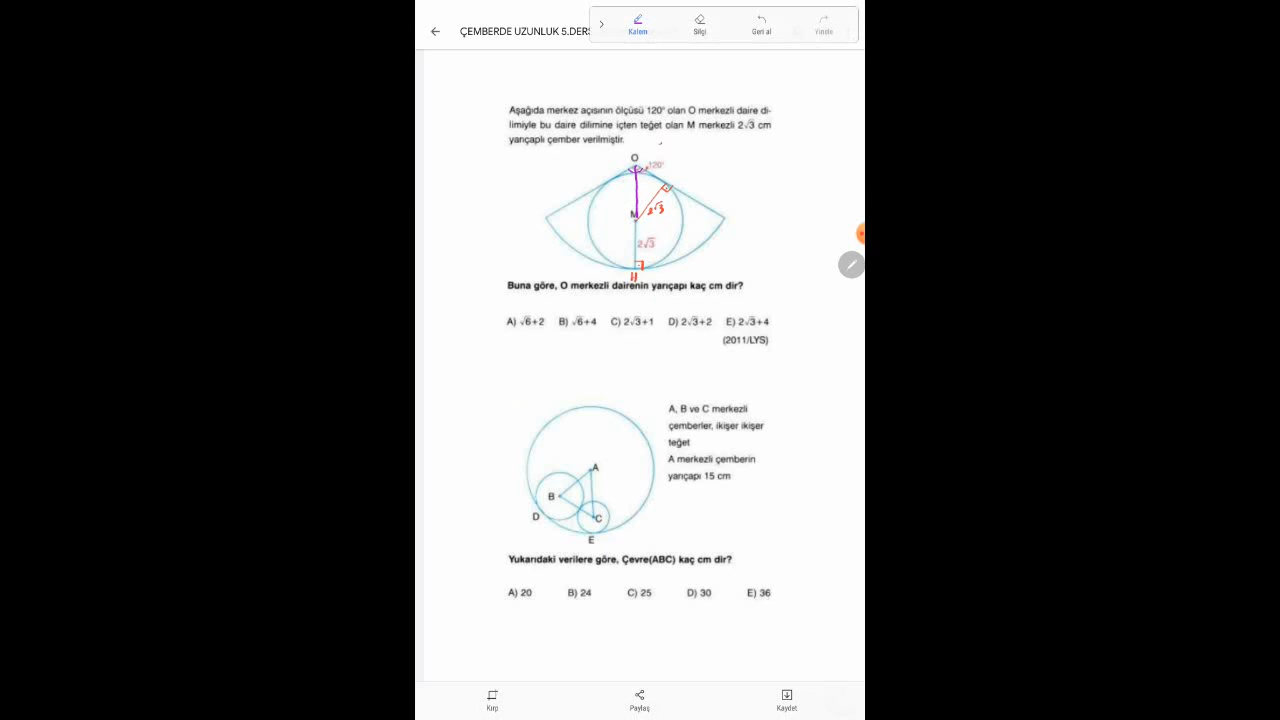 ÇEMBERDE UZUNLUK 5.DERS
Kalem
Silgi
Geri al
Yinele
Aşağıda merkez açısının ölçüsü 120° olan O merkezli daire di-
limiyle bu daire dilimine içten teğet olan M merkezli 2√3 cm
yarıçaplı çember verilmiştir.
O
120°
M
2√3
2√3
H
Buna göre, O merkezli dairenin yarıçapı kaç cm dir?
A) √6+2 B) √6+4 C) 2√3+1 D) 2√3+2 E) 2√3+4
(2011/LYS)
A, B ve C merkezli
çemberler, ikişer ikişer
teğet
A merkezli çemberin
yarıçapı 15 cm
A
B
C
D
E
Yukarıdaki verilere göre, Çevre(ABC) kaç cm dir?
A) 20 B) 24 C) 25 D) 30 E) 36
Kırp
Paylaş
Kaydet